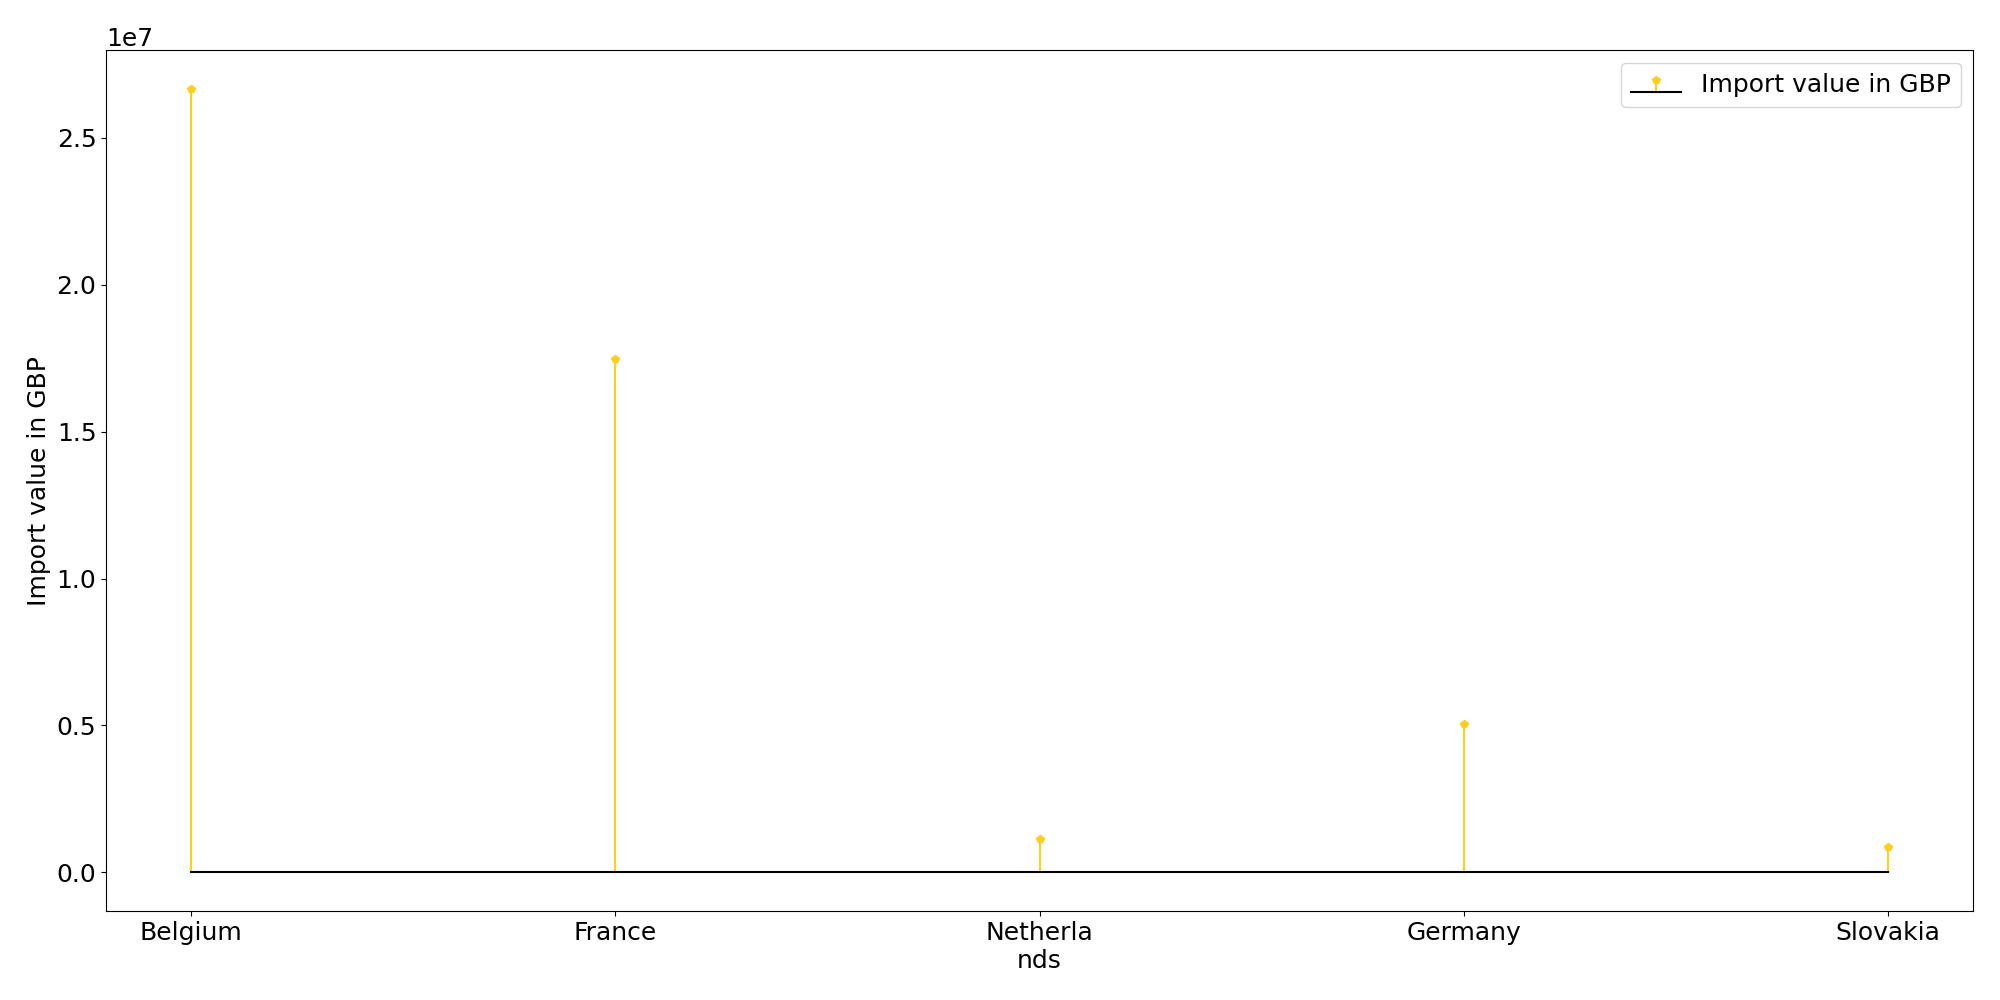 1e7
Import value in GBP
2.5
2.0
1.5
1.0
0.5
0.0
Import value in GBP
Belgium
France
Netherla
nds
Germany
Slovakia